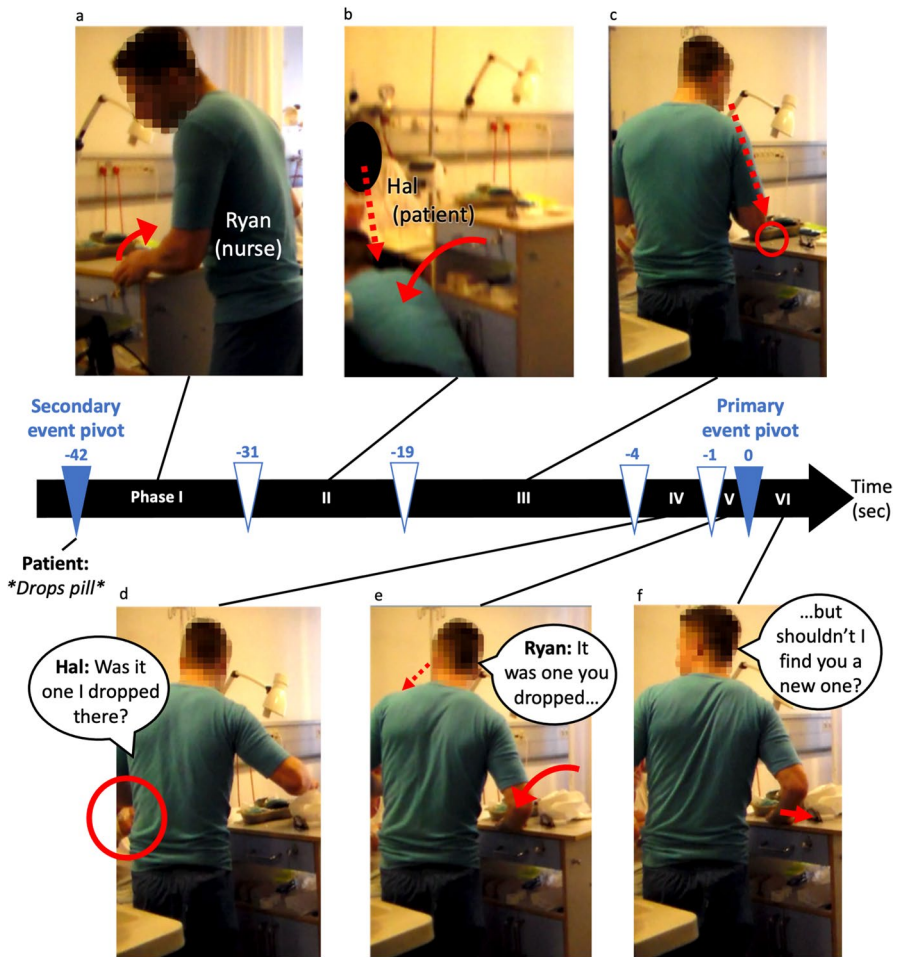 a
b
c
Ryan
(nurse)
Hal
(patient)
Secondary
event pivot
Primary
event pivot
-42
-31
-19
-4
-1
0
Phase I
II
III
IV
V
VI
Time
(sec)
Patient:
*Drops pill*
d
e
f
Hal: Was it
one I dropped
there?
Ryan: It
was one you
dropped…
…but
shouldn’t I
find you a
new one?